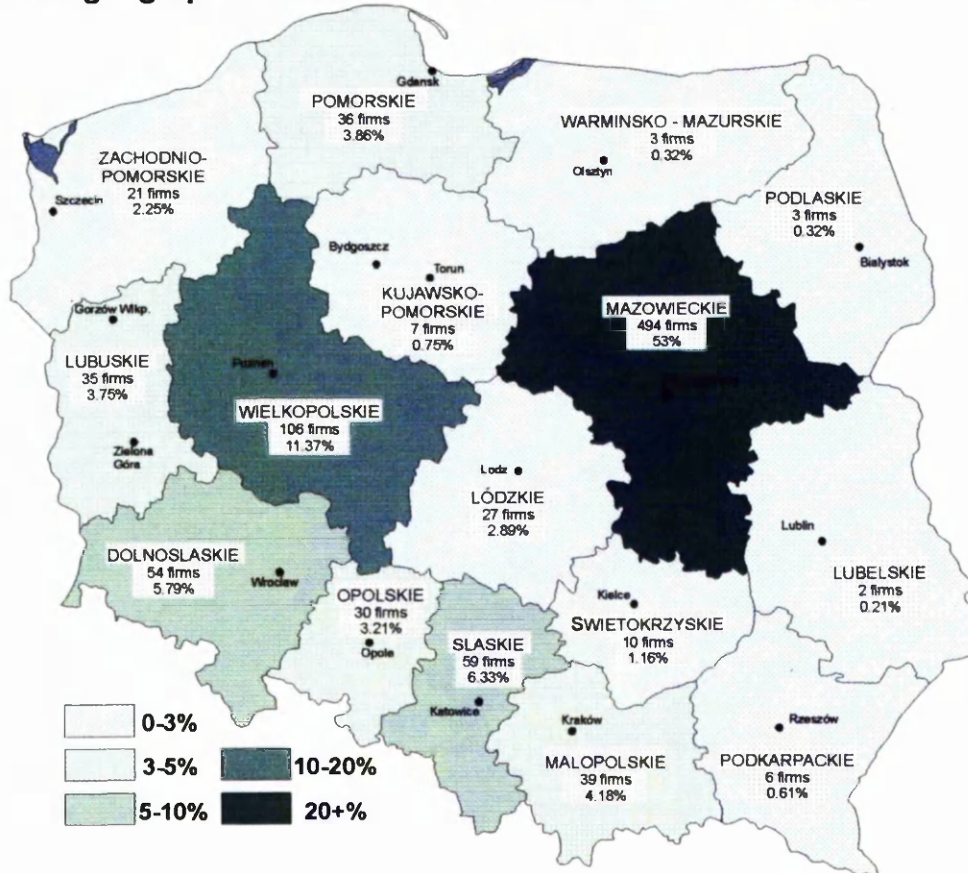 Gdansk
POMORSKIE
36 firms
3.86%
WARMINSKO - MAZURSKIE
3 firms
0.32%
Olsztyn
ZACHODNIO-
POMORSKIE
21 firms
2.25%
Szczecin
PODLASKIE
3 firms
0.32%
Bialystok
Bydgoszcz
Torun
KUJAWSKO-
POMORSKIE
7 firms
0.75%
MAZOWIECKIE
494 firms
53%
Gorzów Wlkp.
LUBUSKIE
35 firms
3.75%
Zielona
Góra
Poznan
WIELKOPOLSKIE
106 firms
11.37%
Lodz
LÓDZKIE
27 firms
2.89%
Lublin
LUBELSKIE
2 firms
0.21%
DOLNOSLASKIE
54 firms
5.79%
Wroclaw
OPOLSKIE
30 firms
3.21%
Opole
SLASKIE
59 firms
6.33%
Katowice
Kielce
SWIETOKRZYSKIE
10 firms
1.16%
Kraków
MALOPOLSKIE
39 firms
4.18%
Rzeszów
PODKARPACKIE
6 firms
0.61%
0-3%
3-5%
10-20%
5-10%
20+%